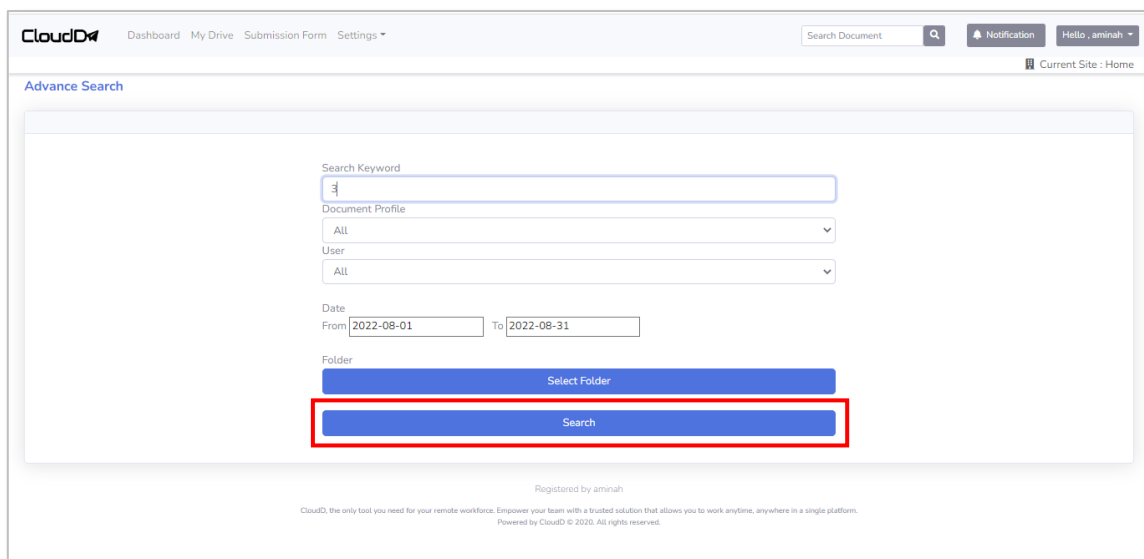 CloudD Dashboard My Drive Submission Form Settings Search Document Notification Hello , aminah
Current Site : Home
Advance Search
Search Keyword
3
Document Profile
All
User
All
Date
From 2022-08-01 To 2022-08-31
Folder
Select Folder
Search
Registered by aminah
CloudD, the only tool you need for your remote workforce. Empower your team with a trusted solution that allows you to work anytime, anywhere in a single platform.
Powered by CloudD © 2020. All rights reserved.